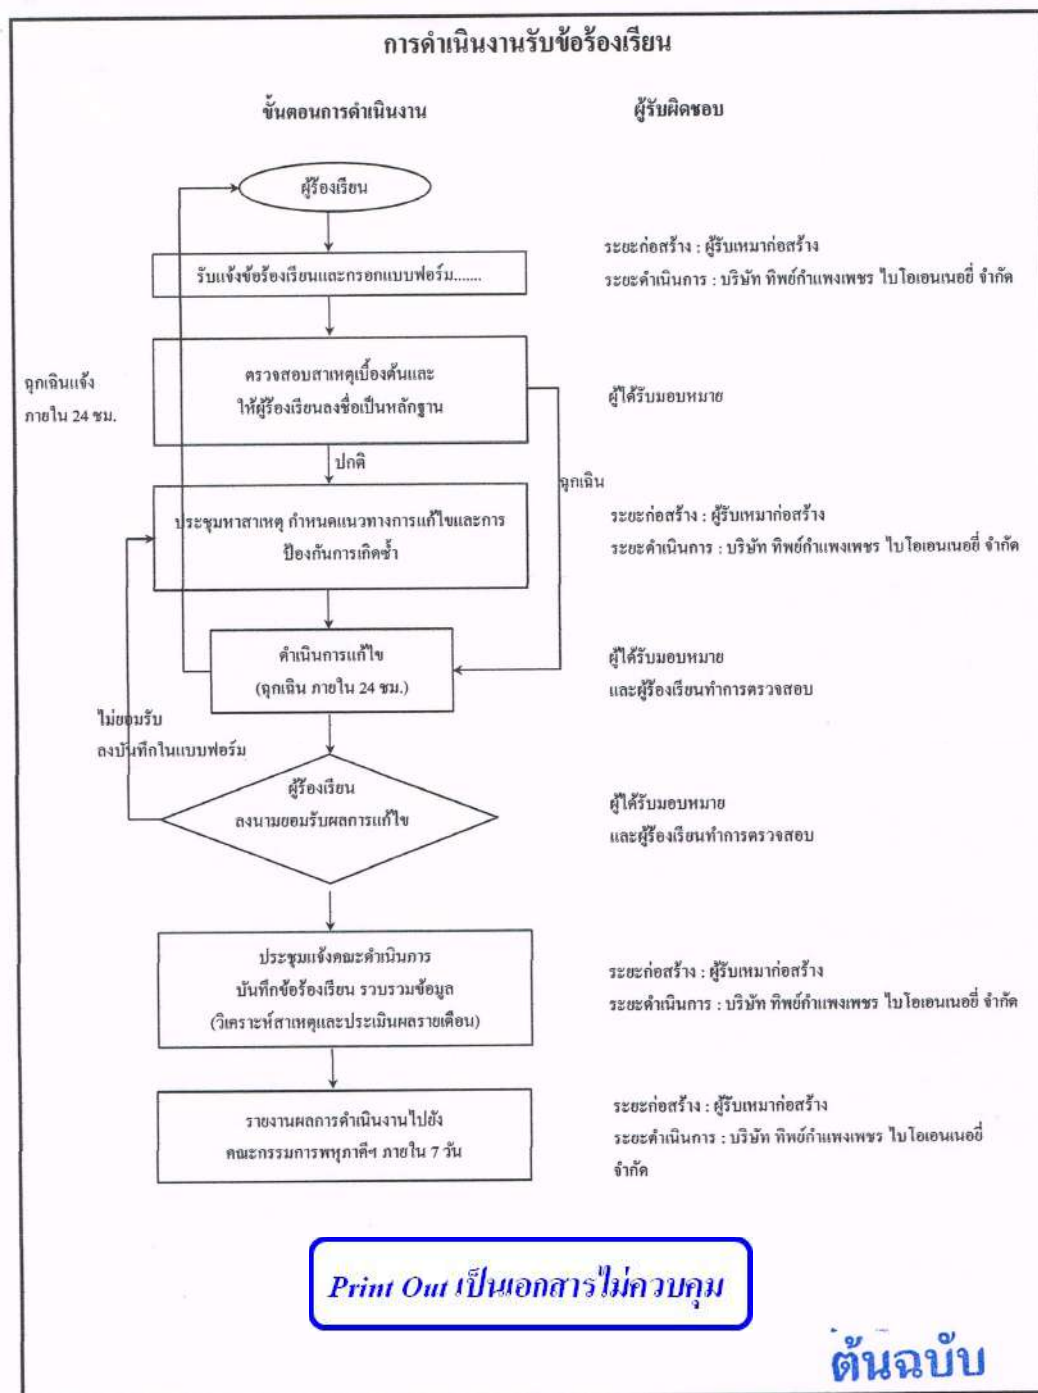 การดำเนินงานรับข้อร้องเรียน
ขั้นตอนการดำเนินงาน
ผู้รับผิดชอบ
ผู้ร้องเรียน
รับแจ้งข้อร้องเรียนและกรอกแบบฟอร์ม.......
ระยะก่อสร้าง : ผู้รับเหมาก่อสร้าง
ระยะดำเนินการ : บริษัท ทิพย์กำแพงเพชร ไบโอเอนเนอยี่ จำกัด
ฉุกเฉินแจ้ง
ภายใน 24 ชม.
ตรวจสอบสาเหตุเบื้องต้นและ
ให้ผู้ร้องเรียนลงชื่อเป็นหลักฐาน
ผู้ได้รับมอบหมาย
ปกติ
ฉุกเฉิน
ประชุมหาสาเหตุ กำหนดแนวทางการแก้ไขและการ
ป้องกันการเกิดซ้ำ
ระยะก่อสร้าง : ผู้รับเหมาก่อสร้าง
ระยะดำเนินการ : บริษัท ทิพย์กำแพงเพชร ไบโอเอนเนอยี่ จำกัด
ดำเนินการแก้ไข
(ฉุกเฉิน ภายใน 24 ชม.)
ผู้ได้รับมอบหมาย
และผู้ร้องเรียนทำการตรวจสอบ
ไม่ยอมรับ
ลงบันทึกในแบบฟอร์ม
ผู้ร้องเรียน
ลงนามยอมรับผลการแก้ไข
ผู้ได้รับมอบหมาย
และผู้ร้องเรียนทำการตรวจสอบ
ประชุมแจ้งคณะดำเนินการ
บันทึกข้อร้องเรียน รวบรวมข้อมูล
(วิเคราะห์สาเหตุและประเมินผลรายเดือน)
ระยะก่อสร้าง : ผู้รับเหมาก่อสร้าง
ระยะดำเนินการ : บริษัท ทิพย์กำแพงเพชร ไบโอเอนเนอยี่ จำกัด
รายงานผลการดำเนินงานไปยัง
คณะกรรมการพหุภาคีฯ ภายใน 7 วัน
ระยะก่อสร้าง : ผู้รับเหมาก่อสร้าง
ระยะดำเนินการ : บริษัท ทิพย์กำแพงเพชร ไบโอเอนเนอยี่
จำกัด
Print Out เป็นเอกสารไม่ควบคุม
ต้นฉบับ